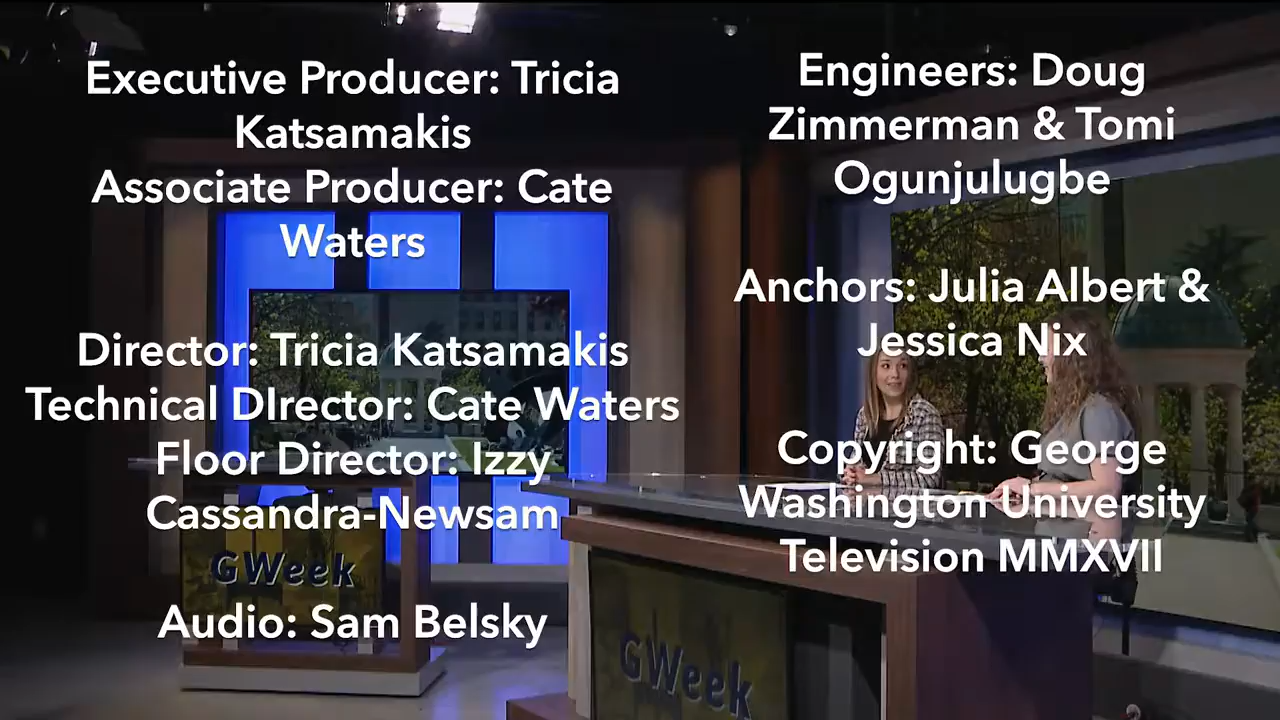 Executive Producer: Tricia
Katsamakis
Associate Producer: Cate
Waters
Director: Tricia Katsamakis
Technical DIrector: Cate Waters
Floor Director: Izzy
Cassandra-Newsam
Audio: Sam Belsky
Engineers: Doug
Zimmerman & Tomi
Ogunjulugbe
Anchors: Julia Albert &
Jessica Nix
Copyright: George
Washington University
Television MMXVII
GWeek
GWeek